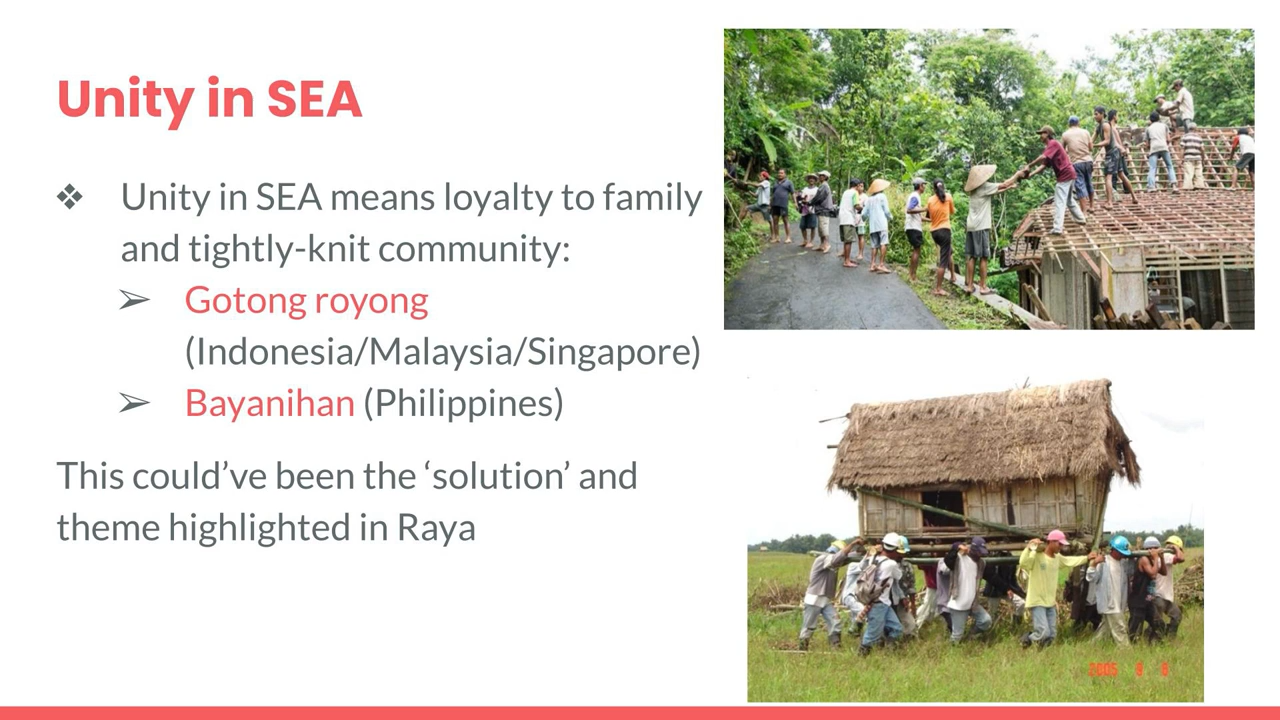 Unity in SEA
❖ Unity in SEA means loyalty to family
and tightly-knit community:
➢ Gotong royong
(Indonesia/Malaysia/Singapore)
➢ Bayanihan (Philippines)
This could’ve been the ‘solution’ and
theme highlighted in Raya